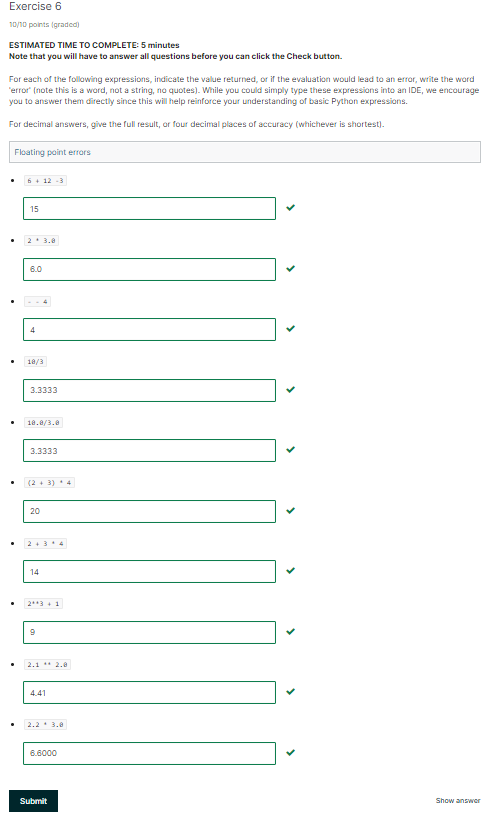 Exercise 6
10/10 points (graded)
ESTIMATED TIME TO COMPLETE: 5 minutes
Note that you will have to answer all questions before you can click the Check button.
For each of the following expressions, indicate the value returned, or if the evaluation would lead to an error, write the word
'error' (note this is a word, not a string, no quotes). While you could simply type these expressions into an IDE, we encourage
you to answer them directly since this will help reinforce your understanding of basic Python expressions.
For decimal answers, give the full result, or four decimal places of accuracy (whichever is shortest).
Floating point errors
6 + 12 -3
15
2 * 3.0
6.0
- - 4
4
10/3
3.3333
10.0/3.0
3.3333
(2 + 3) * 4
20
2 + 3 * 4
14
2**3 + 1
9
2.1 ** 2.0
4.41
2.2 * 3.0
6.6000
Submit
Show answer